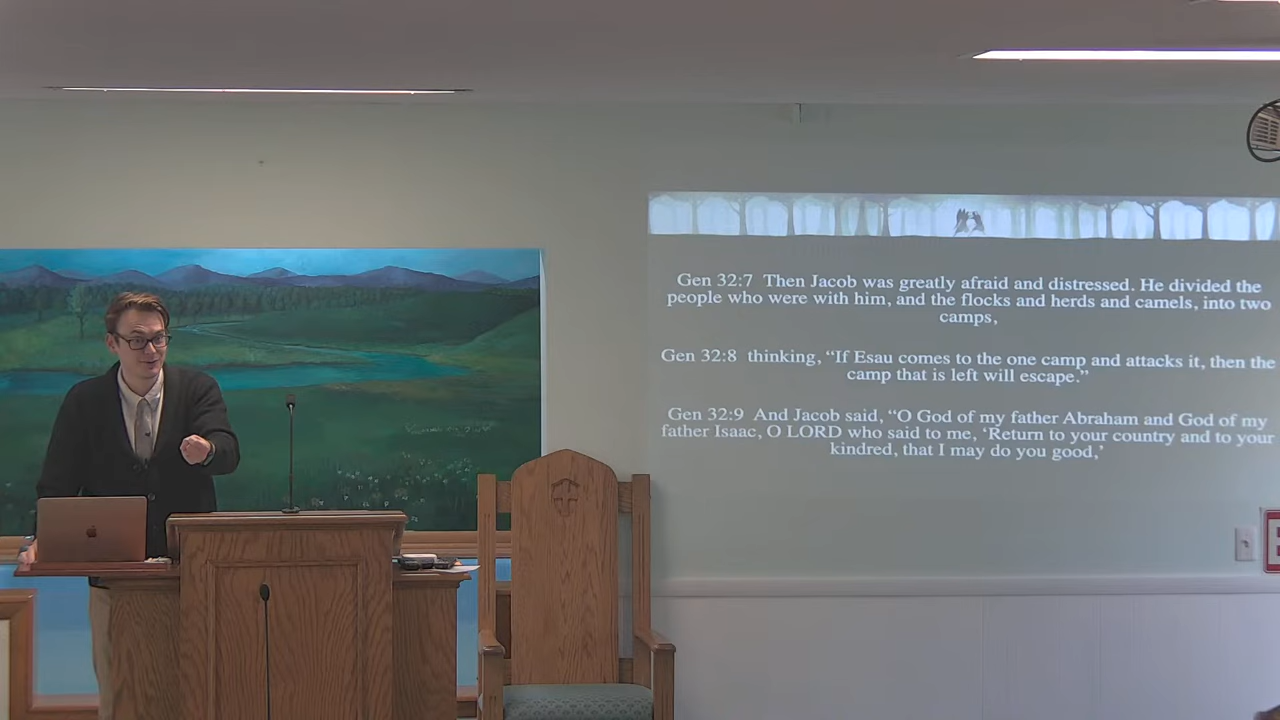 Gen 32:7 Then Jacob was greatly afraid and distressed. He divided the
people who were with him, and the flocks and herds and camels, into two
camps,
Gen 32:8 thinking, “If Esau comes to the one camp and attacks it, then the
camp that is left will escape.”
Gen 32:9 And Jacob said, “O God of my father Abraham and God of my
father Isaac, O LORD who said to me, ‘Return to your country and to your
kindred, that I may do you good,’